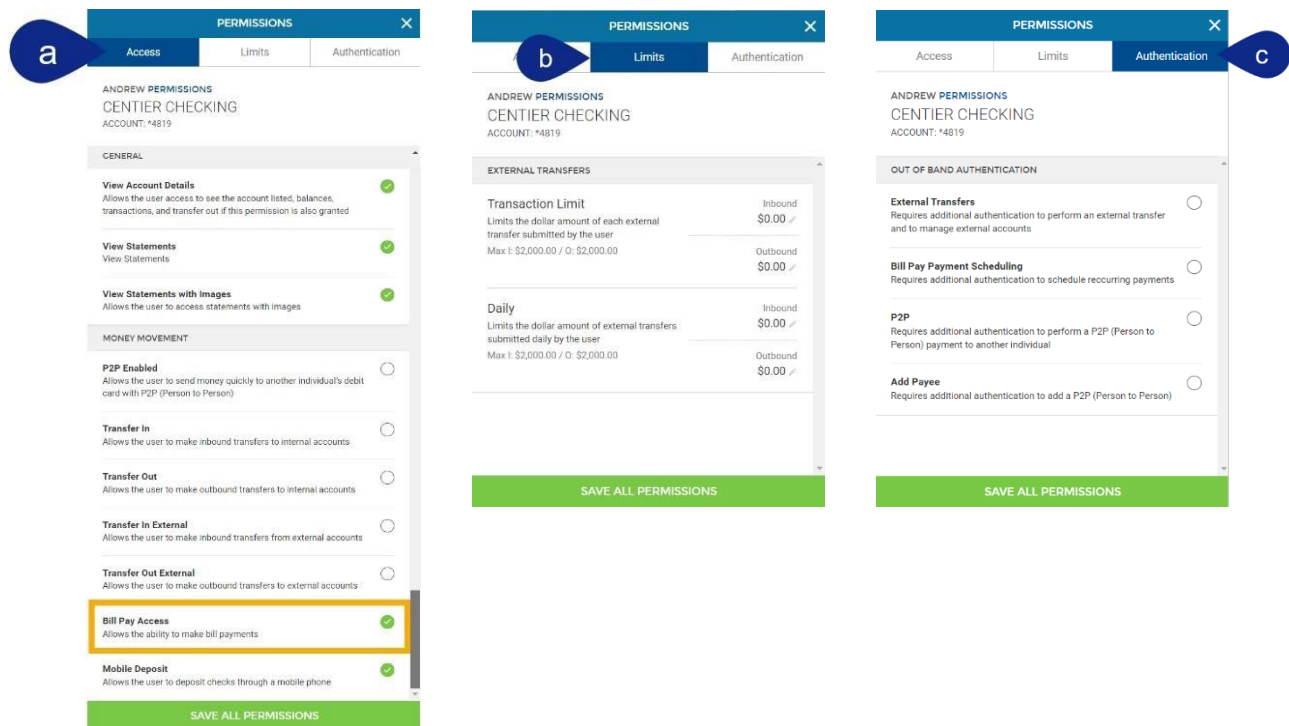 PERMISSIONS
a
Access
Limits
Authentication
ANDREW PERMISSIONS
CENTIER CHECKING
ACCOUNT: *4819
GENERAL
View Account Details
Allows the user access to see the account listed, balances,
transactions, and transfer out if this permission is also granted
View Statements
View Statements
View Statements with Images
Allows the user to access statements with images
MONEY MOVEMENT
P2P Enabled
Allows the user to send money quickly to another individual's debit
card with P2P (Person to Person)
Transfer In
Allows the user to make inbound transfers to internal accounts
Transfer Out
Allows the user to make outbound transfers to internal accounts
Transfer In External
Allows the user to make inbound transfers from external accounts
Transfer Out External
Allows the user to make outbound transfers to external accounts
Bill Pay Access
Allows the ability to make bill payments
Mobile Deposit
Allows the user to deposit checks through a mobile phone
SAVE ALL PERMISSIONS
PERMISSIONS
b
Limits
Authentication
ANDREW PERMISSIONS
CENTIER CHECKING
ACCOUNT: *4819
EXTERNAL TRANSFERS
Transaction Limit
Inbound
Limits the dollar amount of each external
$0.00
transfer submitted by the user
Max I: $2,000.00 / O: $2,000.00
Outbound
$0.00
Daily
Inbound
Limits the dollar amount of external transfers
$0.00
submitted daily by the user
Max I: $2,000.00 / O: $2,000.00
Outbound
$0.00
SAVE ALL PERMISSIONS
PERMISSIONS
Access
Limits
Authentication
c
ANDREW PERMISSIONS
CENTIER CHECKING
ACCOUNT: *4819
OUT OF BAND AUTHENTICATION
External Transfers
Requires additional authentication to perform an external transfer
and to manage external accounts
Bill Pay Payment Scheduling
Requires additional authentication to schedule reccurring payments
P2P
Requires additional authentication to perform a P2P (Person to
Person) payment to another individual
Add Payee
Requires additional authentication to add a P2P (Person to Person)
SAVE ALL PERMISSIONS